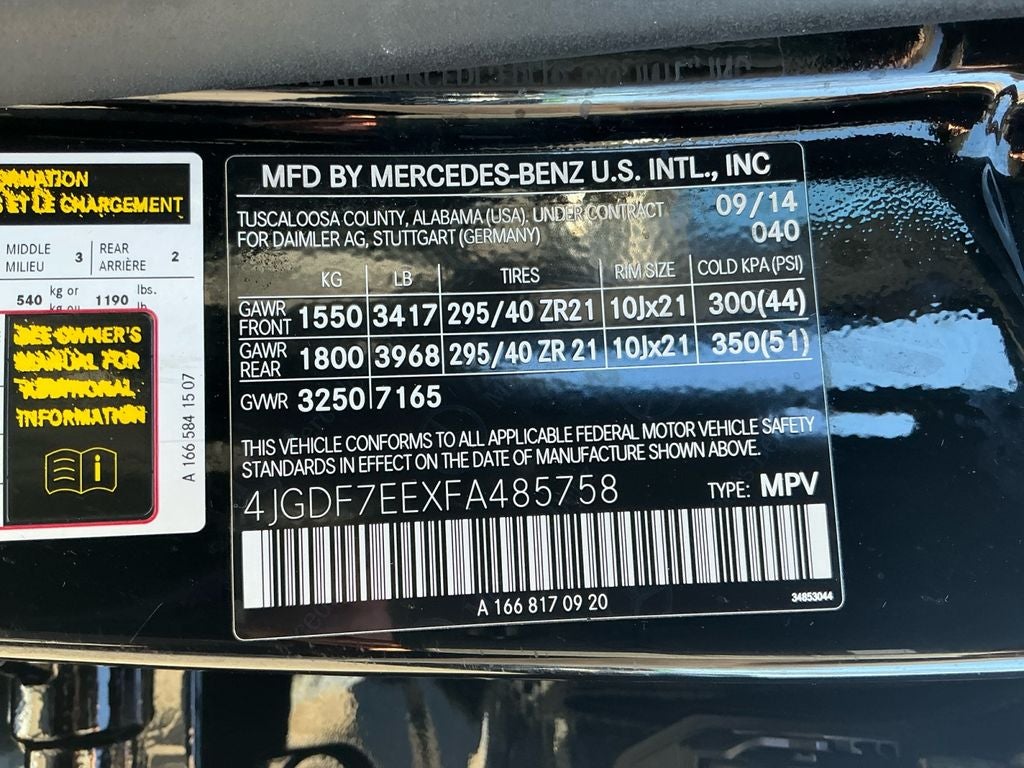 MATION
ET LE CHARGEMENT
MIDDLE
MILIEU 3
REAR
ARRIÈRE 2
540 kg or 1190 lbs.
SEE OWNER'S
MANUAL FOR
ADDITIONAL
INFORMATION
A 166 584 15 07
MFD BY MERCEDES-BENZ U.S. INTL., INC
TUSCALOOSA COUNTY, ALABAMA (USA), UNDER CONTRACT 09/14
FOR DAIMLER AG, STUTTGART (GERMANY) 040
KG LB TIRES RIM SIZE COLD KPA (PSI)
GAWR FRONT 1550 3417 295/40 ZR21 10Jx21 300(44)
GAWR REAR 1800 3968 295/40 ZR 21 10Jx21 350(51)
GVWR 3250 7165
THIS VEHICLE CONFORMS TO ALL APPLICABLE FEDERAL MOTOR VEHICLE SAFETY
STANDARDS IN EFFECT ON THE DATE OF MANUFACTURE SHOWN ABOVE.
4JGDF7EEXFA485758 TYPE: MPV
A 166 817 09 20
34853044